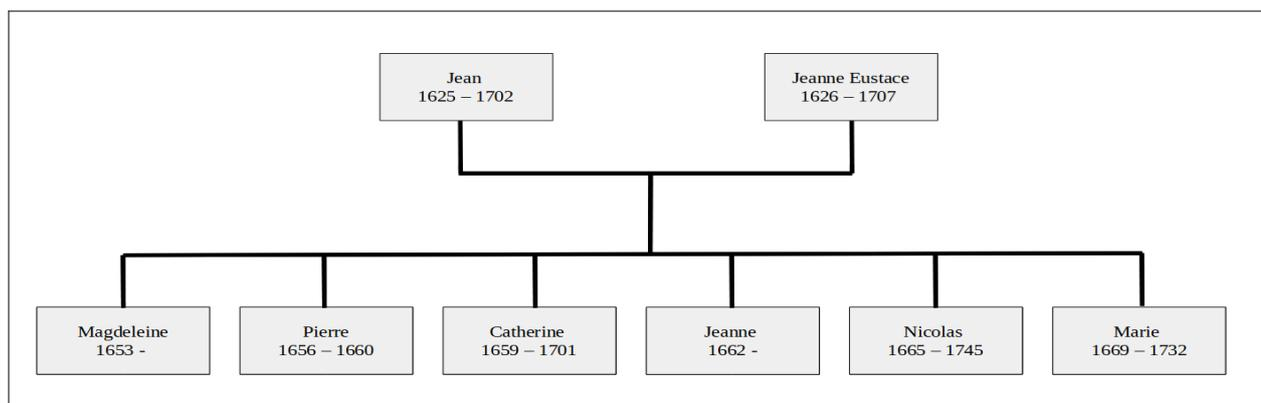 Jean
1625 – 1702
Jeanne Eustace
1626 – 1707
Magdeleine
1653 -
Pierre
1656 – 1660
Catherine
1659 – 1701
Jeanne
1662 -
Nicolas
1665 – 1745
Marie
1669 – 1732